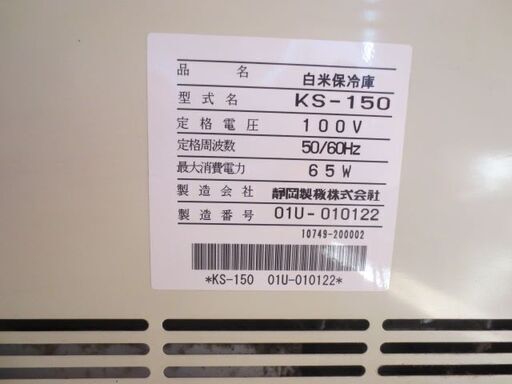 品名 白米保冷庫
型式名 KS-150
定格電圧 100V
定格周波数 50/60Hz
最大消費電力 65W
製造会社 静岡製機株式会社
製造番号 01U-010122
10749-200002
*KS-150 01U-010122*